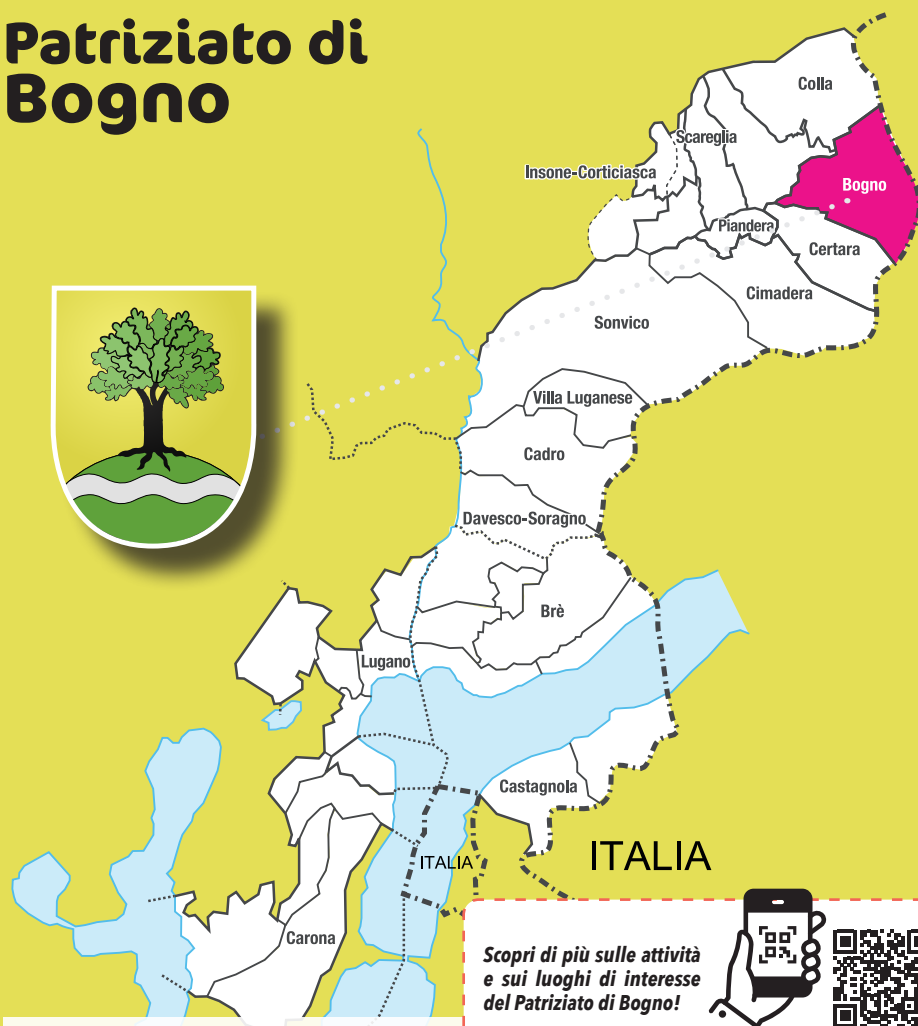 Patriziato di
Bogno
Colla
Scareglia
Insone-Corticiasca
Bogno
Piandera
Certara
Cimadera
Sonvico
Villa Luganese
Cadro
Davesco-Soragno
Brè
Lugano
Castagnola
ITALIA
ITALIA
Carona
Scopri di più sulle attività
e sui luoghi di interesse
del Patriziato di Bogno!